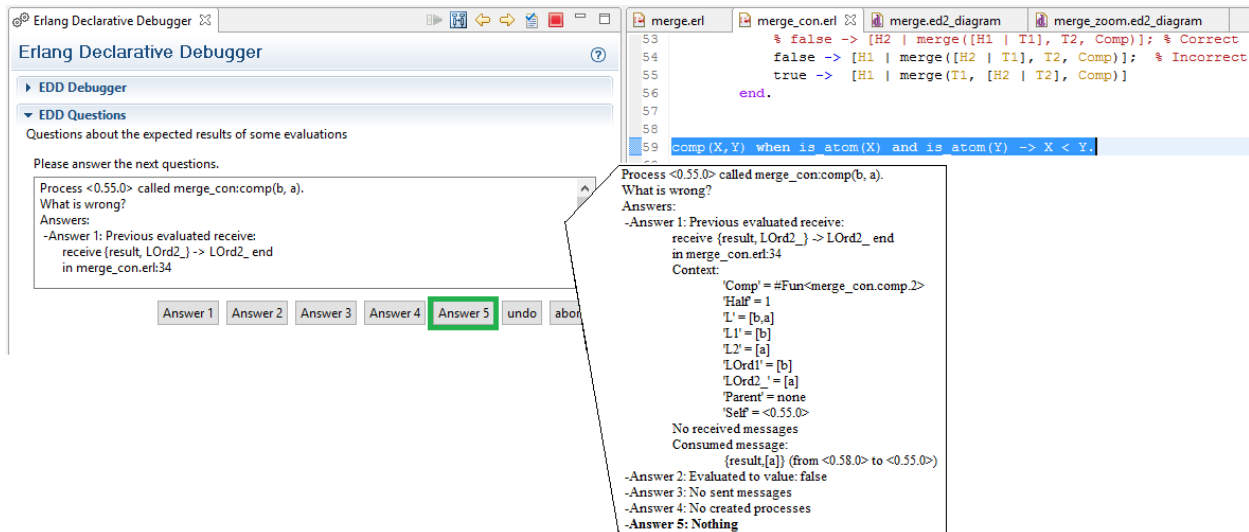 Erlang Declarative Debugger
Erlang Declarative Debugger
EDD Debugger
EDD Questions
Questions about the expected results of some evaluations
Please answer the next questions.
Process <0.55.0> called merge_con:comp(b, a).
What is wrong?
Answers:
-Answer 1: Previous evaluated receive:
receive {result, LOrd2_} -> LOrd2_ end
in merge_con.erl:34
Answer 1 Answer 2 Answer 3 Answer 4 Answer 5 undo abor
merge.erl merge_con.erl merge.ed2_diagram merge_zoom.ed2_diagram
53 % false -> [H2 | merge([H1 | T1], T2, Comp)]; % Correct
54 false -> [H1 | merge([H2 | T1], T2, Comp)]; % Incorrect
55 true -> [H1 | merge(T1, [H2 | T2], Comp)]
56 end.
57
58
59 comp(X,Y) when is_atom(X) and is_atom(Y) -> X < Y.
Process <0.55.0> called merge_con:comp(b, a).
What is wrong?
Answers:
-Answer 1: Previous evaluated receive:
receive {result, LOrd2_} -> LOrd2_ end
in merge_con.erl:34
Context:
'Comp' = #Fun<merge_con.comp.2>
'Half' = 1
'L' = [b,a]
'L1' = [b]
'L2' = [a]
'LOrd1' = [b]
'LOrd2_' = [a]
'Parent' = none
'Self' = <0.55.0>
No received messages
Consumed message:
{result,[a]} (from <0.58.0> to <0.55.0>)
-Answer 2: Evaluated to value: false
-Answer 3: No sent messages
-Answer 4: No created processes
-Answer 5: Nothing